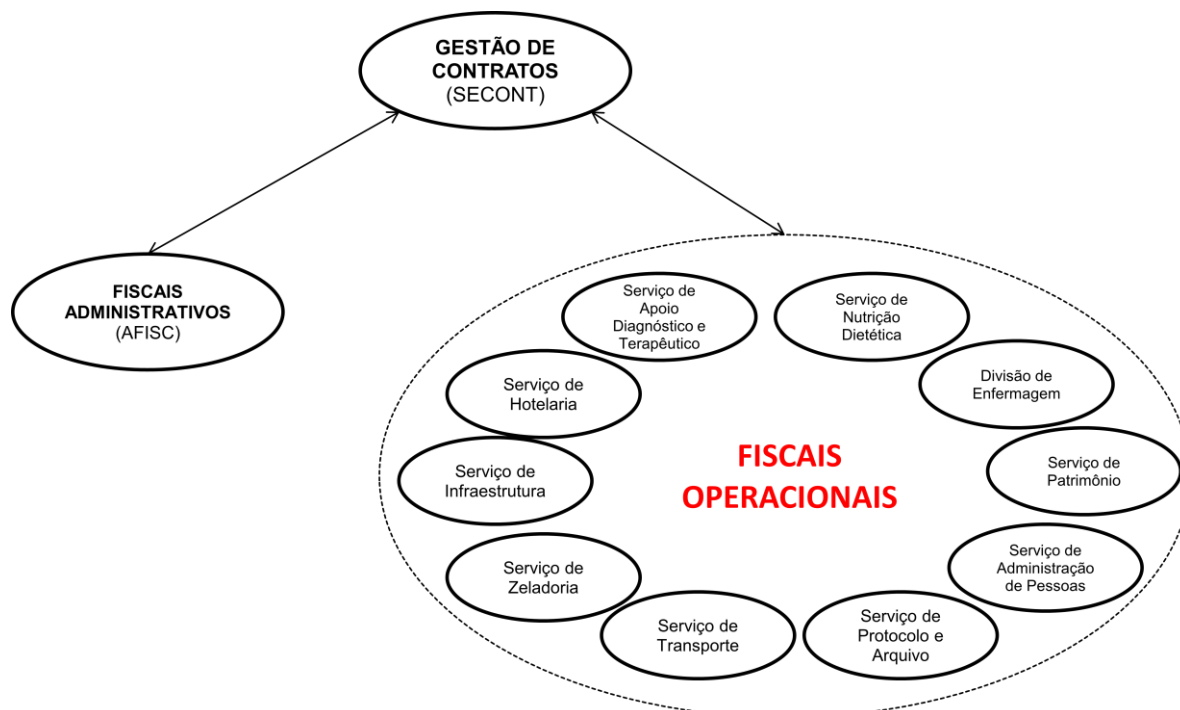 GESTÃO DE
CONTRATOS
(SECONT)
FISCAIS
ADMINISTRATIVOS
(AFISC)
Serviço de
Apoio
Diagnóstico e
Terapêutico
Serviço de
Nutrição
Dietética
Serviço de
Hotelaria
Divisão de
Enfermagem
FISCAIS
OPERACIONAIS
Serviço de
Infraestrutura
Serviço de
Patrimônio
Serviço de
Zeladoria
Serviço de
Administração
de Pessoas
Serviço de
Transporte
Serviço de
Protocolo e
Arquivo